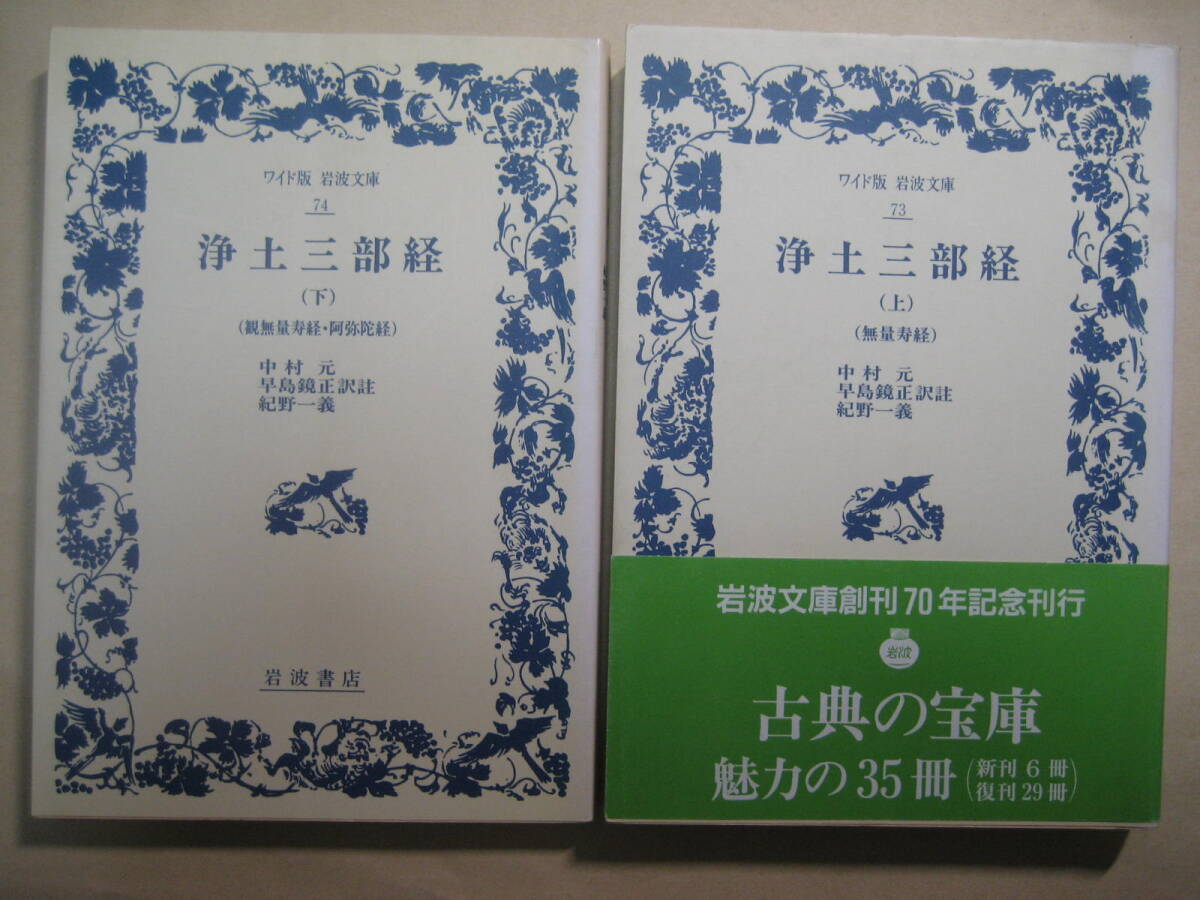 ワイド版 岩波文庫
74
浄土三部経
(下)
(観無量寿経・阿弥陀経)
中村 元
早島鏡正訳註
紀野一義
岩波書店
ワイド版 岩波文庫
73
浄土三部経
(上)
(無量寿経)
中村 元
早島鏡正訳註
紀野一義
岩波文庫創刊70年記念刊行
岩波
古典の宝庫
魅力の35冊(新刊 6 冊
復刊 29 冊)